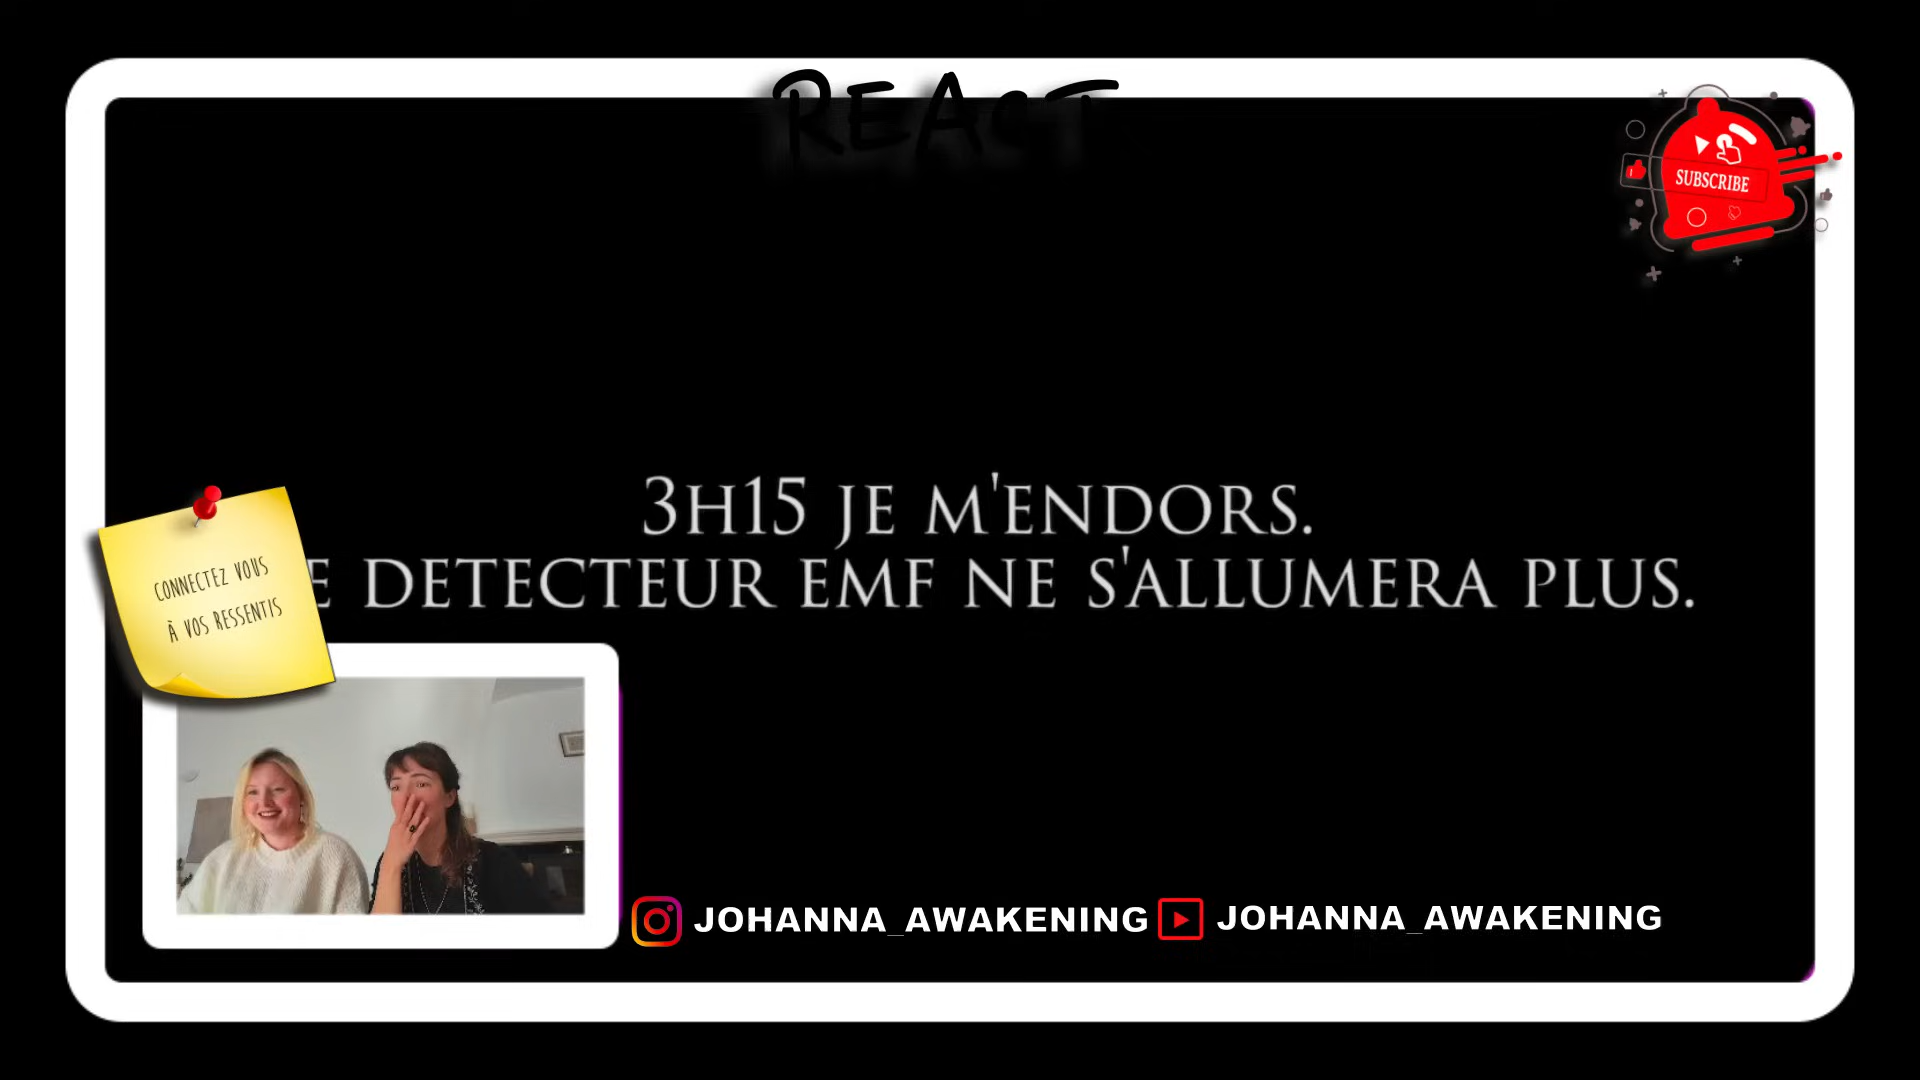 REACT
SUBSCRIBE
3H15 JE M'ENDORS.
E DETECTEUR EMF NE S'ALLUMERA PLUS.
CONNECTEZ VOUS
À VOS RESSENTIS
JOHANNA_AWAKENING JOHANNA_AWAKENING